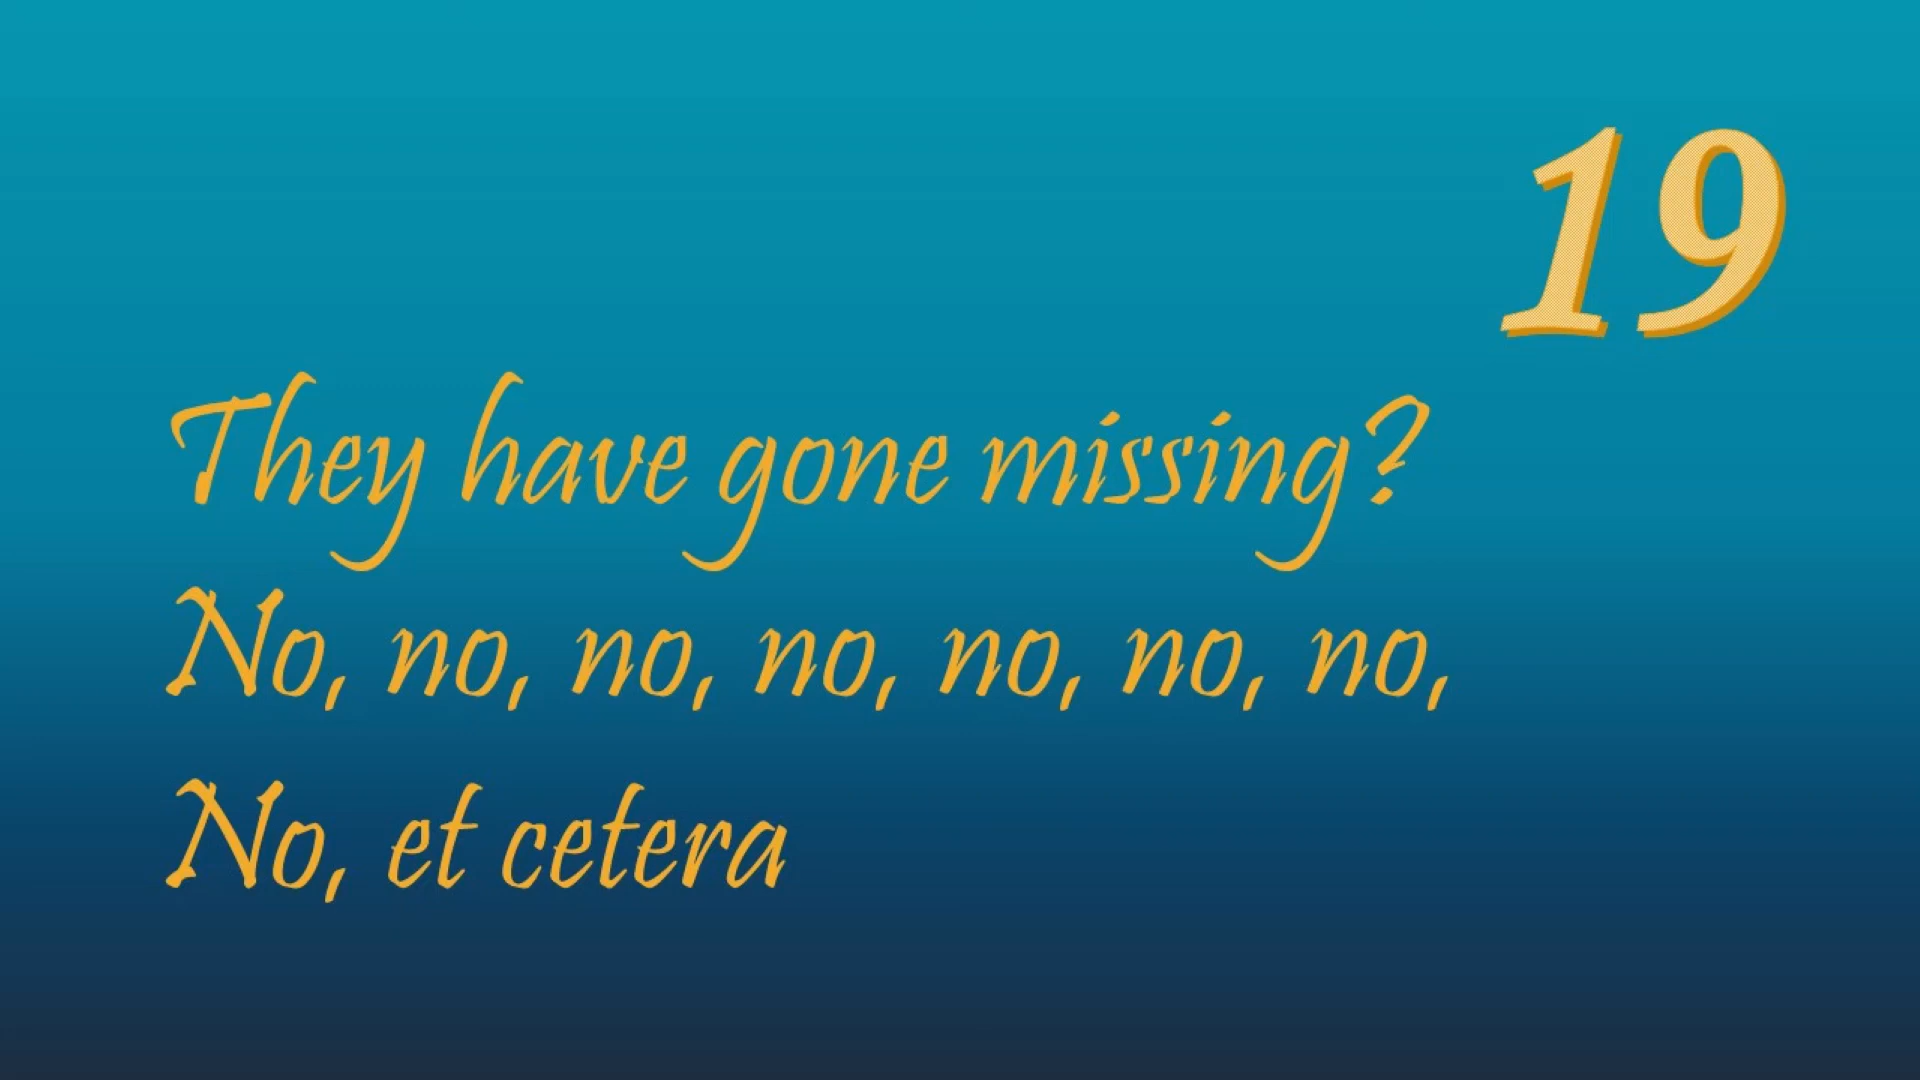 19
They have gone missing?
No, no, no, no, no, no, no,
No, et cetera